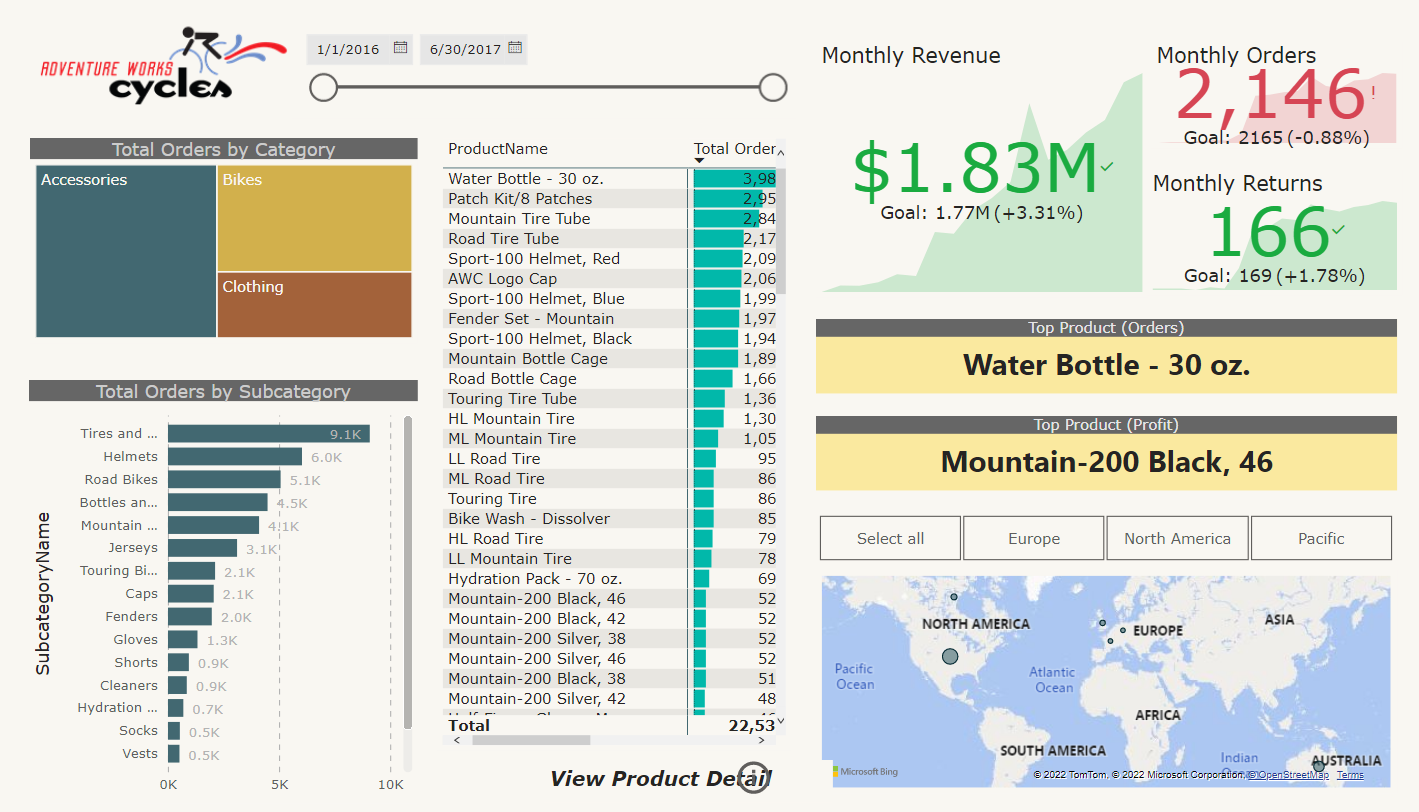 ADVENTURE WORKS
cycles
1/1/2016
6/30/2017
Total Orders by Category
Accessories
Bikes
Clothing
Total Orders by Subcategory
SubcategoryName
Tires and ... 9.1K
Helmets 6.0K
Road Bikes 5.1K
Bottles an... 4.5K
Mountain ... 4.1K
Jerseys 3.1K
Touring Bi... 2.1K
Caps 2.1K
Fenders 2.0K
Gloves 1.3K
Shorts 0.9K
Cleaners 0.9K
Hydration ... 0.7K
Socks 0.5K
Vests 0.5K
0K 5K 10K
ProductName Total Order
Water Bottle - 30 oz. 3,98
Patch Kit/8 Patches 2,95
Mountain Tire Tube 2,84
Road Tire Tube 2,17
Sport-100 Helmet, Red 2,09
AWC Logo Cap 2,06
Sport-100 Helmet, Blue 1,99
Fender Set - Mountain 1,97
Sport-100 Helmet, Black 1,94
Mountain Bottle Cage 1,89
Road Bottle Cage 1,66
Touring Tire Tube 1,36
HL Mountain Tire 1,30
ML Mountain Tire 1,05
LL Road Tire 95
ML Road Tire 86
Touring Tire 86
Bike Wash - Dissolver 85
HL Road Tire 79
LL Mountain Tire 78
Hydration Pack - 70 oz. 69
Mountain-200 Black, 46 52
Mountain-200 Black, 42 52
Mountain-200 Silver, 38 52
Mountain-200 Silver, 46 52
Mountain-200 Black, 38 51
Mountain-200 Silver, 42 48
Total 22,53
View Product Detail
Monthly Revenue
$1.83M
Goal: 1.77M (+3.31%)
Monthly Orders
2,146!
Goal: 2165 (-0.88%)
Monthly Returns
166
Goal: 169 (+1.78%)
Top Product (Orders)
Water Bottle - 30 oz.
Top Product (Profit)
Mountain-200 Black, 46
Select all
Europe
North America
Pacific
NORTH AMERICA
EUROPE
ASIA
Pacific
Ocean
Atlantic
Ocean
AFRICA
SOUTH AMERICA
Indian
AUSTRALIA
Microsoft Bing
© 2022 TomTom, © 2022 Microsoft Corporation, © OpenStreetMap Terms